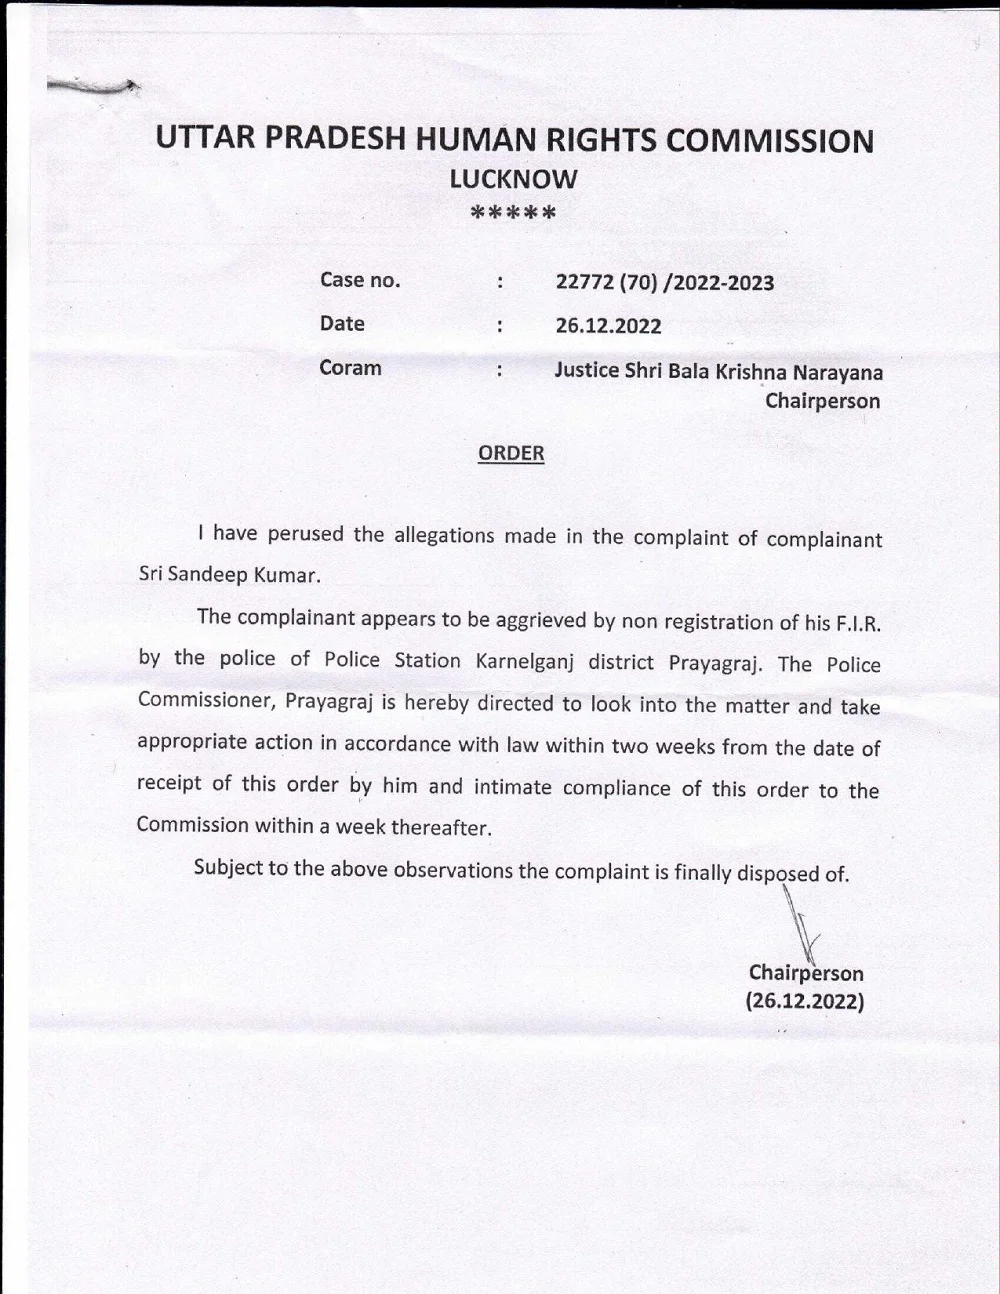 UTTAR PRADESH HUMAN RIGHTS COMMISSION
LUCKNOW
*****
Case no. : 22772 (70) /2022-2023
Date : 26.12.2022
Coram : Justice Shri Bala Krishna Narayana
Chairperson
ORDER
I have perused the allegations made in the complaint of complainant
Sri Sandeep Kumar.
The complainant appears to be aggrieved by non registration of his F.I.R.
by the police of Police Station Karnelganj district Prayagraj. The Police
Commissioner, Prayagraj is hereby directed to look into the matter and take
appropriate action in accordance with law within two weeks from the date of
receipt of this order by him and intimate compliance of this order to the
Commission within a week thereafter.
Subject to the above observations the complaint is finally disposed of.
Chairperson
(26.12.2022)